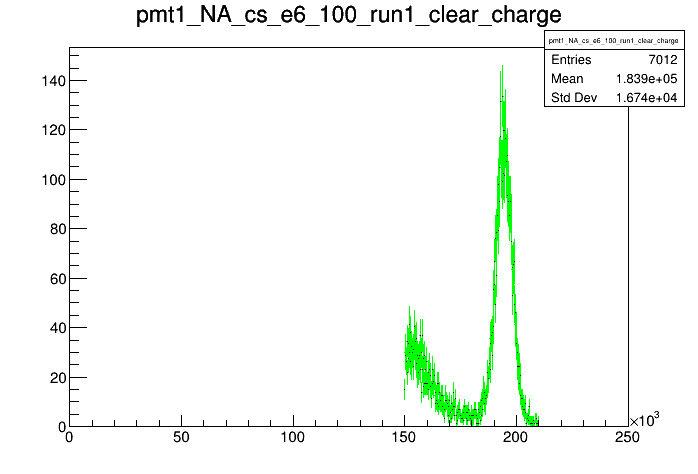 pmt1_NA_cs_e6_100_run1_clear_charge
pmt1_NA_cs_e6_100_run1_clear_charge
Entries 7012
Mean 1.839e+05
Std Dev 1.674e+04
140
120
100
80
60
40
20
0
0 50 100 150 200 250
×10³